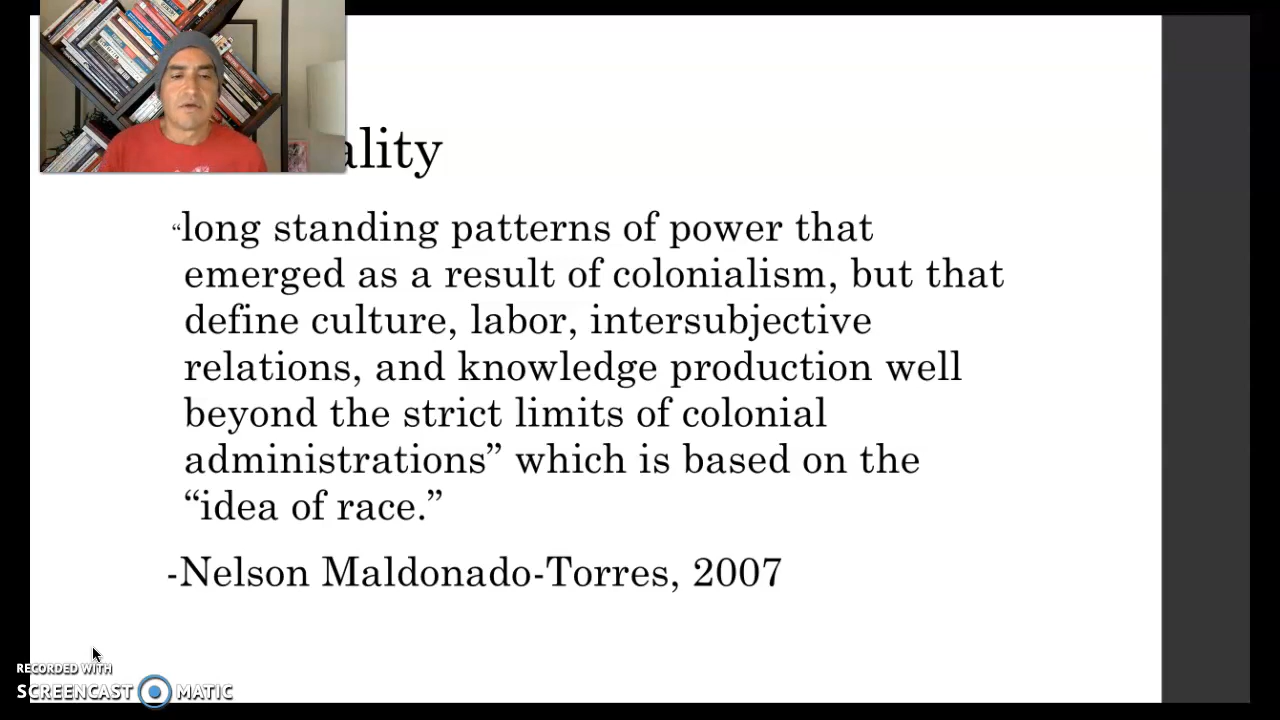 ality
“long standing patterns of power that
emerged as a result of colonialism, but that
define culture, labor, intersubjective
relations, and knowledge production well
beyond the strict limits of colonial
administrations” which is based on the
“idea of race.”
-Nelson Maldonado-Torres, 2007
RECORDED WITH
SCREENCAST MATIC